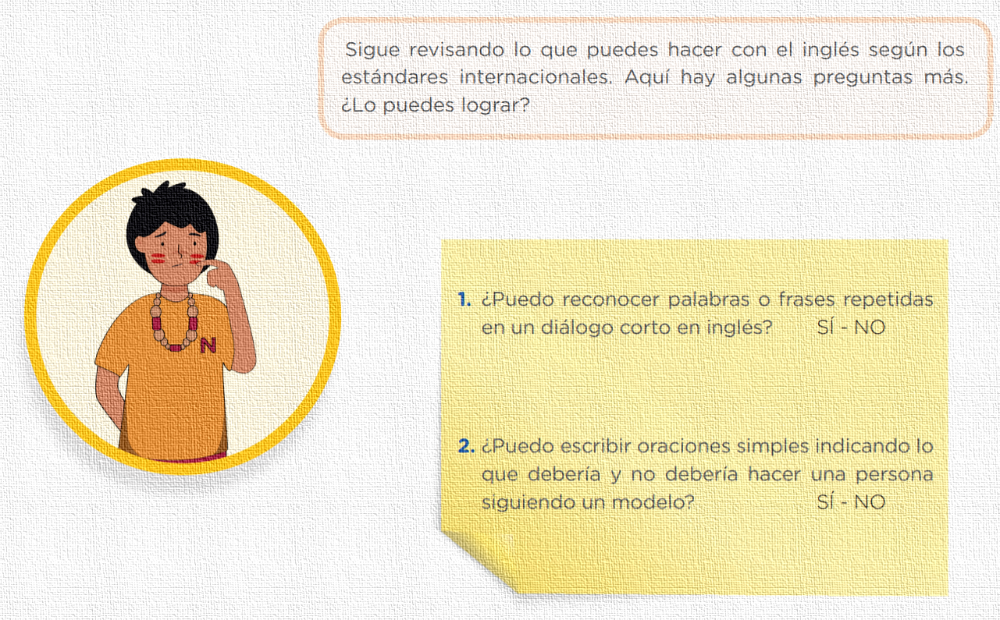 Sigue revisando lo que puedes hacer con el inglés según los
estándares internacionales. Aquí hay algunas preguntas más.
¿Lo puedes lograr?
N
1. ¿Puedo reconocer palabras o frases repetidas
en un diálogo corto en inglés? SÍ - NO
2. ¿Puedo escribir oraciones simples indicando lo
que debería y no debería hacer una persona
siguiendo un modelo? SÍ - NO